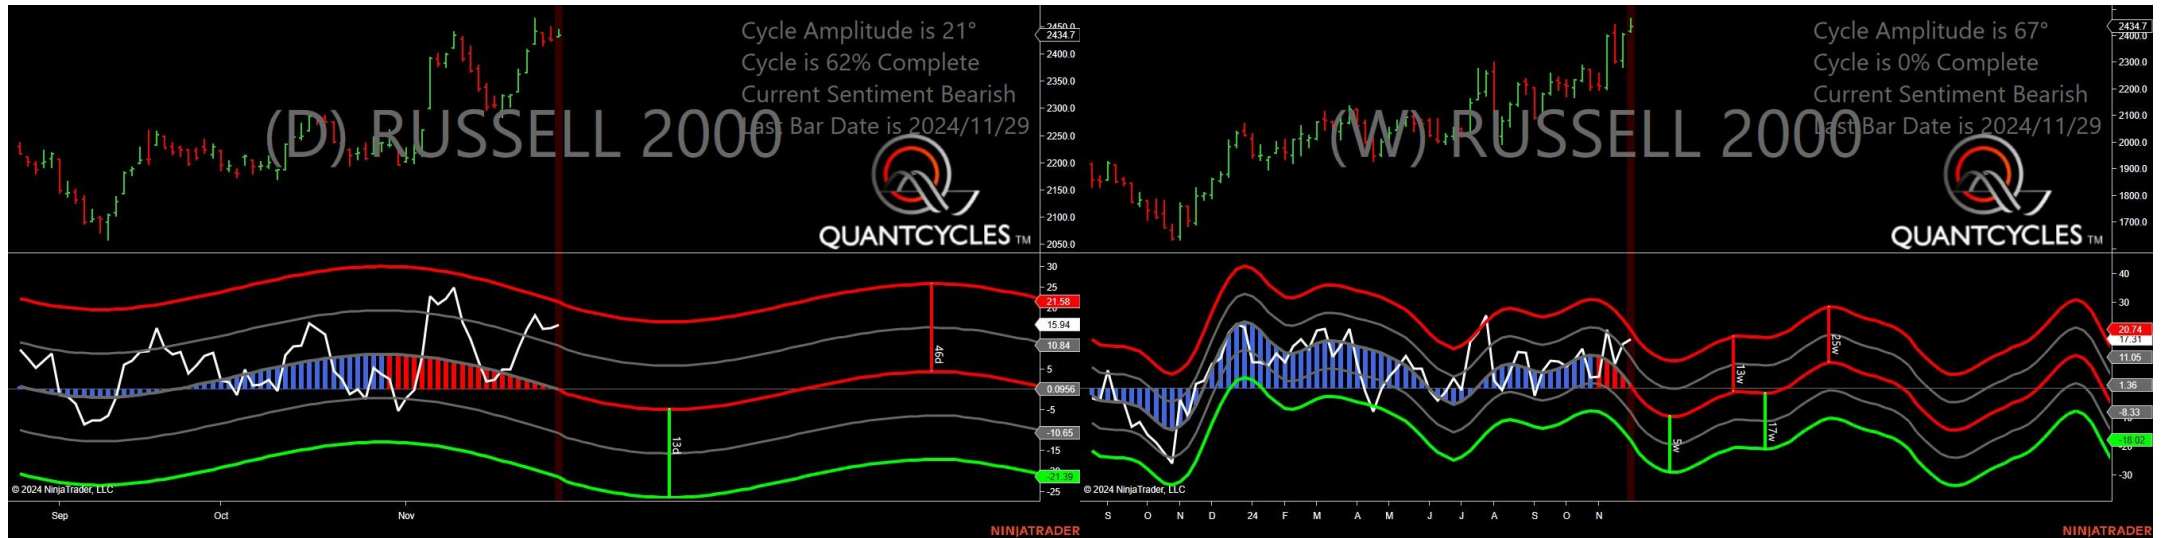 Cycle Amplitude is 21°
Cycle is 62% Complete
Current Sentiment Bearish
Last Bar Date is 2024/11/29
(D) RUSSELL 2000
QUANTCYCLES TM
2450.0
2434.7
2400.0
2350.0
2300.0
2250.0
2200.0
2150.0
2100.0
2050.0
30
25
21.58
20
15.94
10.84
5
0.0956
-5
-10.65
-15
-20
-21.39
-25
46d
13d
© 2024 NinjaTrader, LLC
Sep Oct Nov
NINJATRADER
Cycle Amplitude is 67°
Cycle is 0% Complete
Current Sentiment Bearish
Last Bar Date is 2024/11/29
(W) RUSSELL 2000
QUANTCYCLES TM
2434.7
2400.0
2300.0
2200.0
2100.0
2000.0
1900.0
1800.0
1700.0
40
30
20.74
17.31
11.05
1.36
-8.33
-18.02
-20
-30
13w
25w
5w
17w
© 2024 NinjaTrader, LLC
S O N D 24 F M A M J J A S O N
NINJATRADER